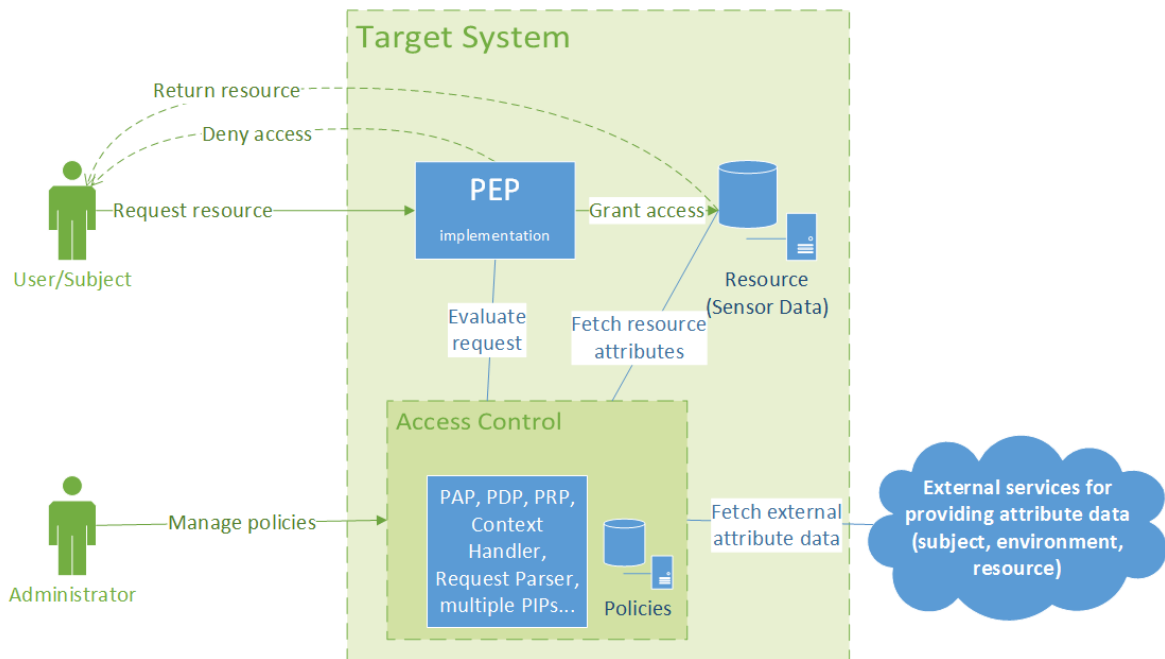 Target System
Return resource
Deny access
PEP
implementation
Request resource
Grant access
User/Subject
Resource
(Sensor Data)
Evaluate
request
Fetch resource
attributes
Access Control
PAP, PDP, PRP,
Context
Handler,
Request Parser,
multiple PIPs...
Policies
Manage policies
Administrator
Fetch external
attribute data
External services for
providing attribute data
(subject, environment,
resource)